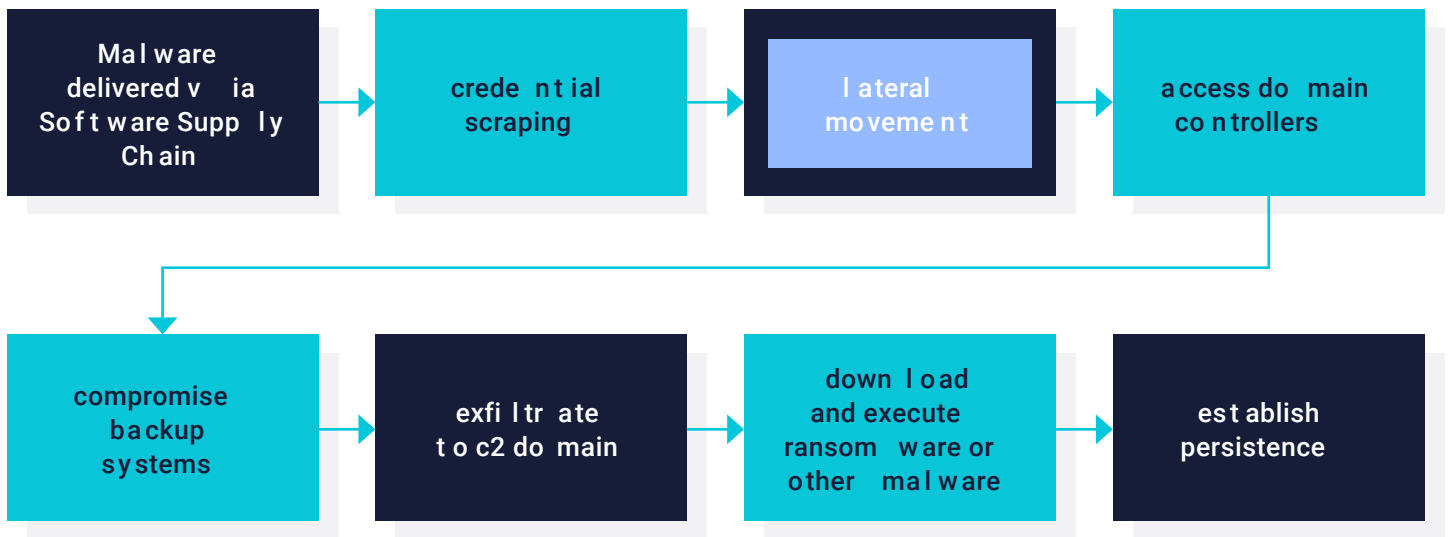 Malware
delivered via
Software Supply
Chain
credential
scraping
lateral
movement
access domain
controllers
compromise
backup
systems
exfiltrate
to c2 domain
download
and execute
ransomware or
other malware
establish
persistence